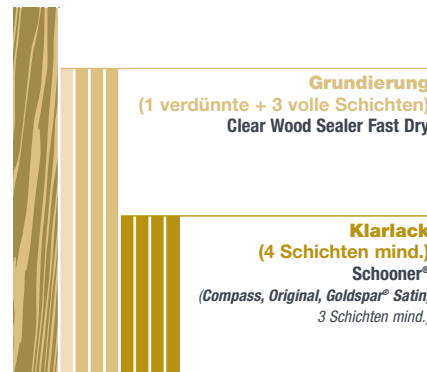 Grundierung
(1 verdünnte + 3 volle Schichten)
Clear Wood Sealer Fast Dry
Klarlack
(4 Schichten mind.)
Schooner®
(Compass, Original, Goldspar® Satin,
3 Schichten mind.)